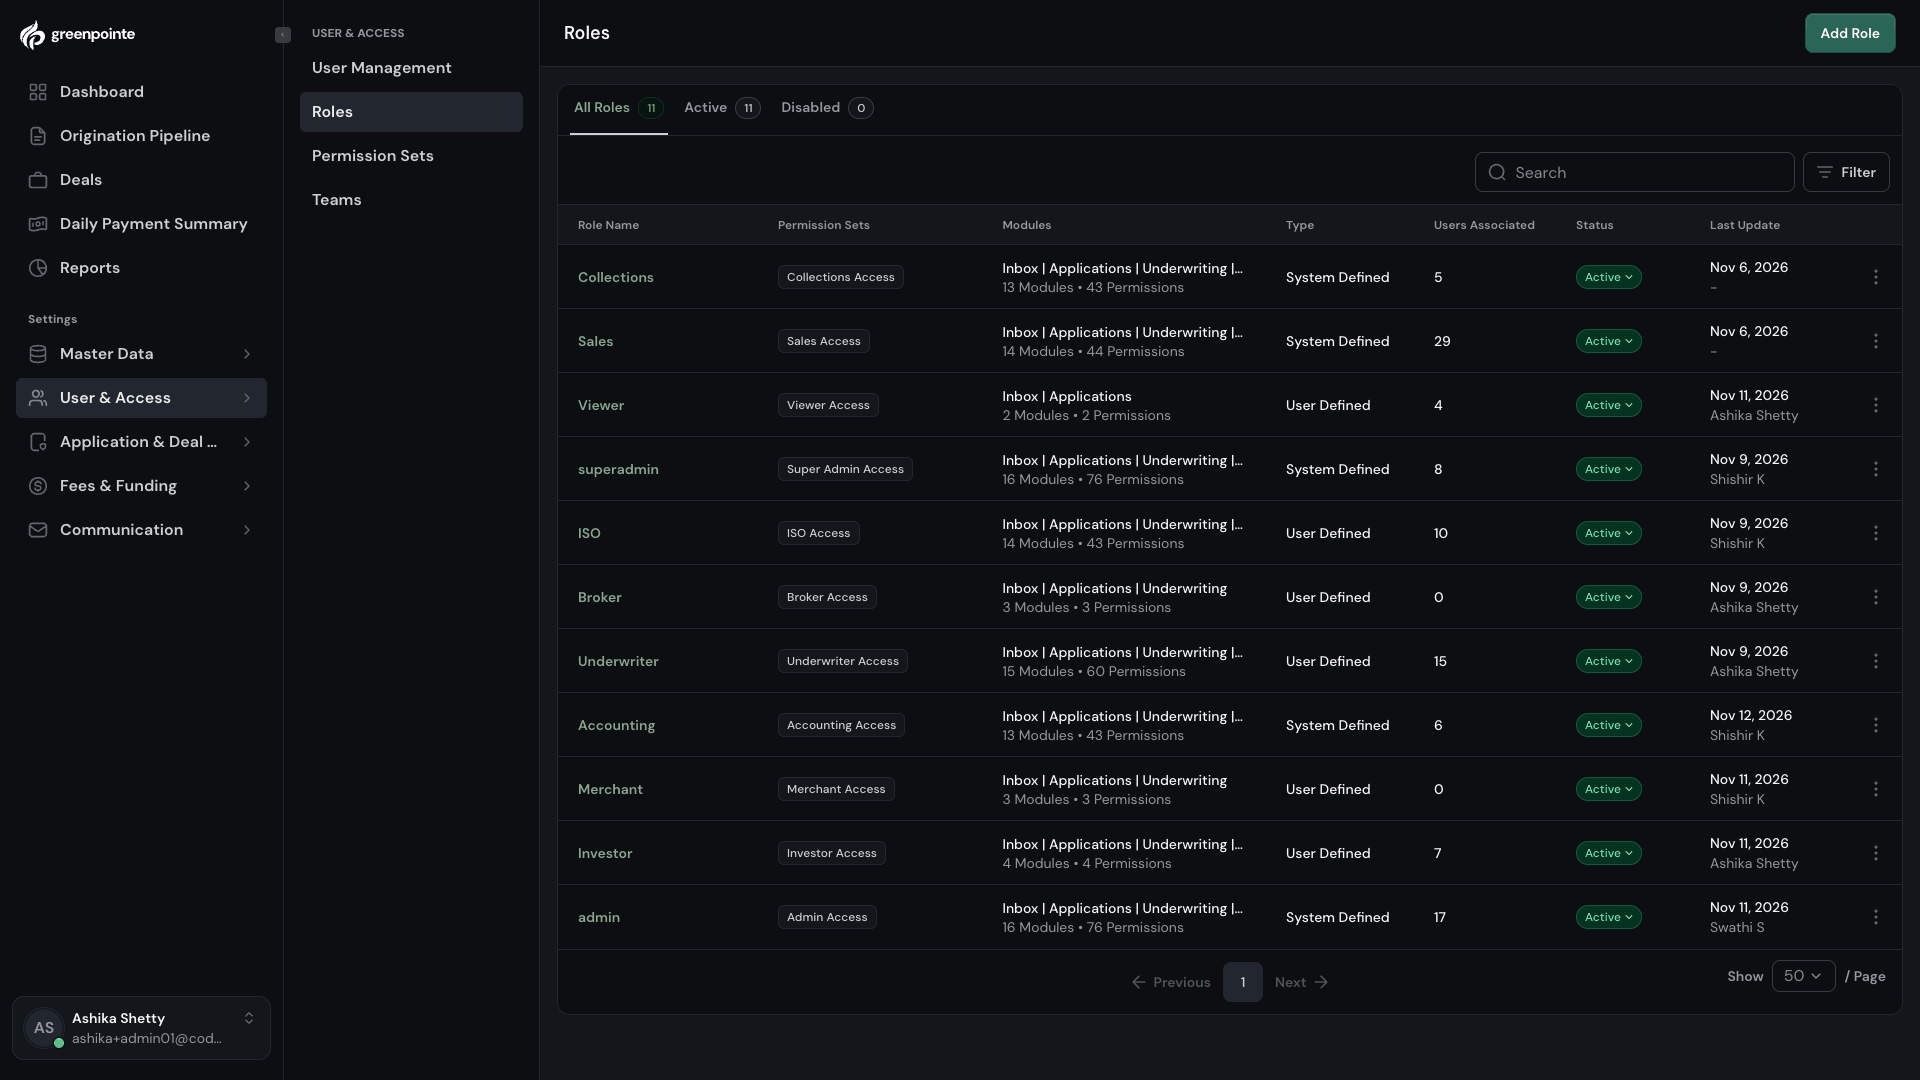 greenpointe
Dashboard
Origination Pipeline
Deals
Daily Payment Summary
Reports
Settings
Master Data
User & Access
Application & Deal ...
Fees & Funding
Communication
AS
Ashika Shetty
ashika+admin01@cod...
USER & ACCESS
User Management
Roles
Permission Sets
Teams
Roles
Add Role
All Roles 11 Active 11 Disabled 0
Search
Filter
Role Name Permission Sets Modules Type Users Associated Status Last Update
Collections Collections Access Inbox | Applications | Underwriting |... System Defined 5 Active Nov 6, 2026
13 Modules • 43 Permissions –
Sales Sales Access Inbox | Applications | Underwriting |... System Defined 29 Active Nov 6, 2026
14 Modules • 44 Permissions –
Viewer Viewer Access Inbox | Applications User Defined 4 Active Nov 11, 2026
2 Modules • 2 Permissions Ashika Shetty
superadmin Super Admin Access Inbox | Applications | Underwriting |... System Defined 8 Active Nov 9, 2026
16 Modules • 76 Permissions Shishir K
ISO ISO Access Inbox | Applications | Underwriting |... User Defined 10 Active Nov 9, 2026
14 Modules • 43 Permissions Shishir K
Broker Broker Access Inbox | Applications | Underwriting User Defined 0 Active Nov 9, 2026
3 Modules • 3 Permissions Ashika Shetty
Underwriter Underwriter Access Inbox | Applications | Underwriting |... User Defined 15 Active Nov 9, 2026
15 Modules • 60 Permissions Ashika Shetty
Accounting Accounting Access Inbox | Applications | Underwriting |... System Defined 6 Active Nov 12, 2026
13 Modules • 43 Permissions Shishir K
Merchant Merchant Access Inbox | Applications | Underwriting User Defined 0 Active Nov 11, 2026
3 Modules • 3 Permissions Shishir K
Investor Investor Access Inbox | Applications | Underwriting |... User Defined 7 Active Nov 11, 2026
4 Modules • 4 Permissions Ashika Shetty
admin Admin Access Inbox | Applications | Underwriting |... System Defined 17 Active Nov 11, 2026
16 Modules • 76 Permissions Swathi S
Previous 1 Next
Show 50 / Page